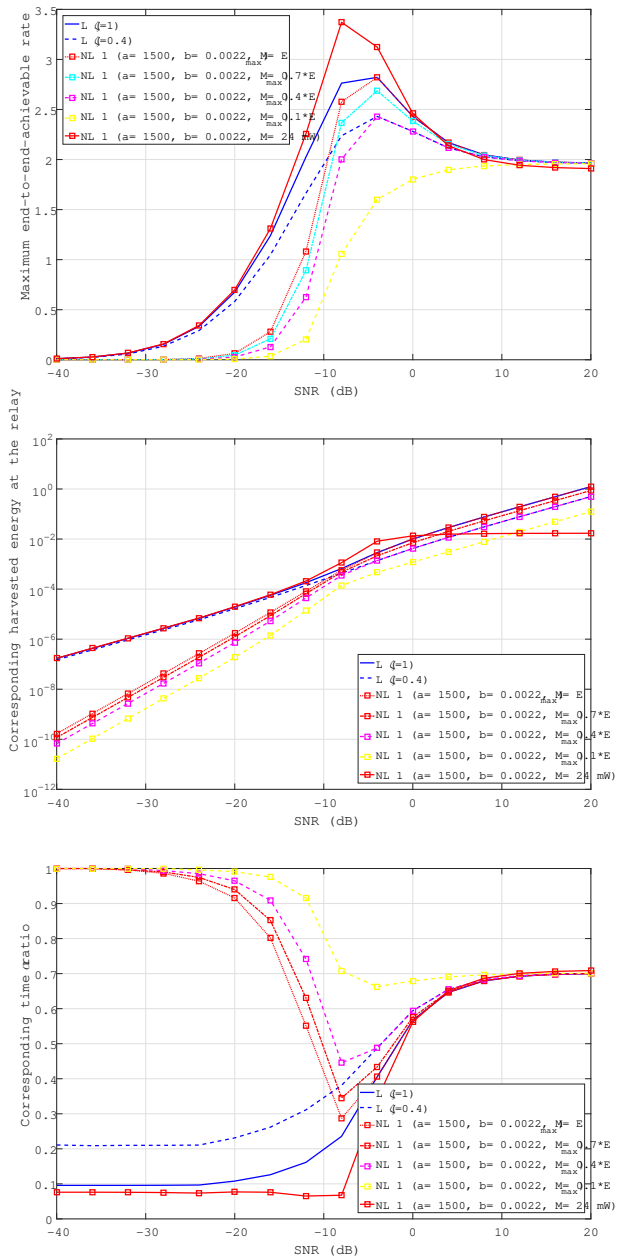 Maximum end-to-end-achievable rate
3.5
3
2.5
2
1.5
1
0.5
0
L (ζ=1)
L (ζ=0.4)
NL 1 (a= 1500, b= 0.0022, M= E max)
NL 1 (a= 1500, b= 0.0022, M= 0.7*E max
NL 1 (a= 1500, b= 0.0022, M= 0.4*E max
NL 1 (a= 1500, b= 0.0022, M= 0.1*E max
NL 1 (a= 1500, b= 0.0022, M= 24 mW)
-40 -30 -20 -10 0 10 20
SNR (dB)
Corresponding harvested energy at the relay
10^2
10^0
10^-2
10^-4
10^-6
10^-8
10^-10
10^-12
L (ζ=1)
L (ζ=0.4)
NL 1 (a= 1500, b= 0.0022, M= E max)
NL 1 (a= 1500, b= 0.0022, M= 0.7*E max
NL 1 (a= 1500, b= 0.0022, M= 0.4*E max
NL 1 (a= 1500, b= 0.0022, M= 0.1*E max
NL 1 (a= 1500, b= 0.0022, M= 24 mW)
-40 -30 -20 -10 0 10 20
SNR (dB)
Corresponding time ratio α
1
0.9
0.8
0.7
0.6
0.5
0.4
0.3
0.2
0.1
0
L (ζ=1)
L (ζ=0.4)
NL 1 (a= 1500, b= 0.0022, M= E max)
NL 1 (a= 1500, b= 0.0022, M= 0.7*E max
NL 1 (a= 1500, b= 0.0022, M= 0.4*E max
NL 1 (a= 1500, b= 0.0022, M= 0.1*E max
NL 1 (a= 1500, b= 0.0022, M= 24 mW)
-40 -30 -20 -10 0 10 20
SNR (dB)